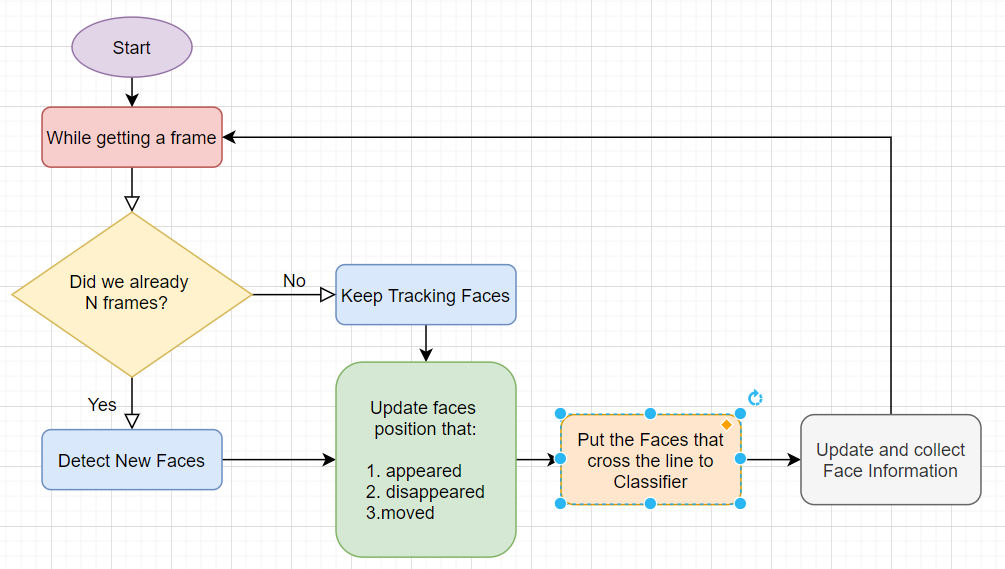 Start
While getting a frame
Did we already
N frames?
No
Keep Tracking Faces
Yes
Detect New Faces
Update faces
position that:
1. appeared
2. disappeared
3.moved
Put the Faces that
cross the line to
Classifier
Update and collect
Face Information